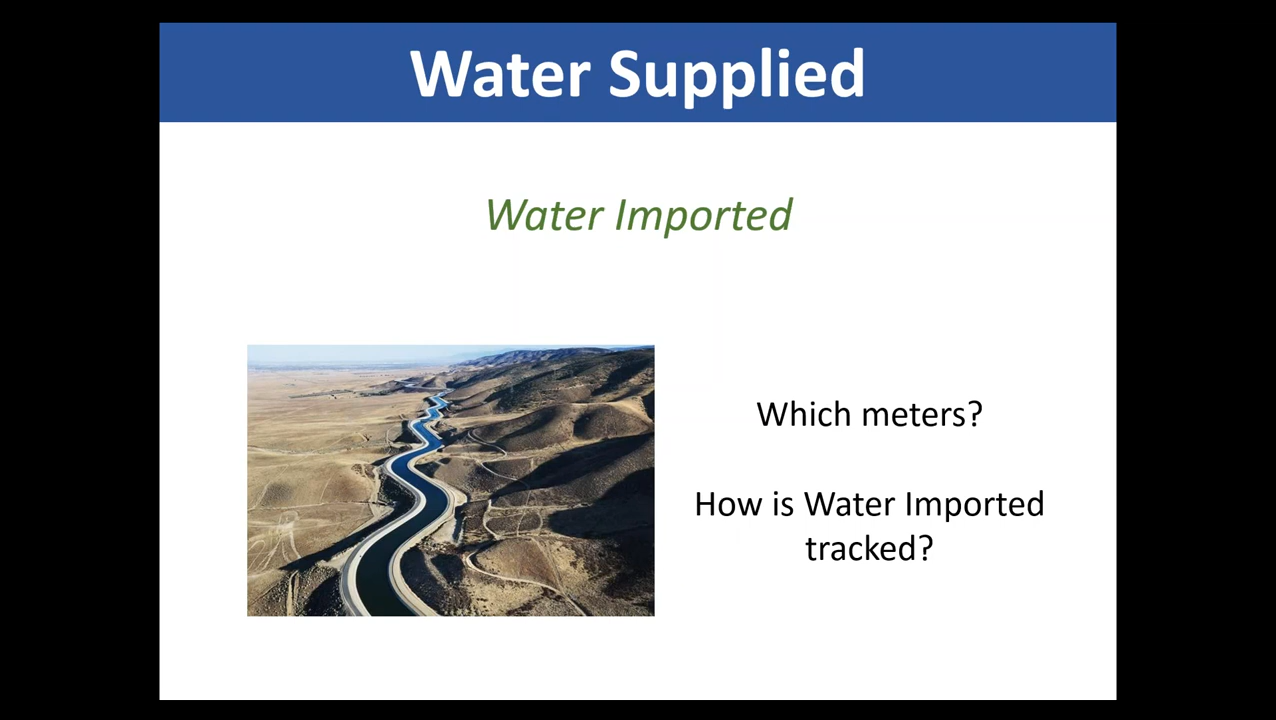 Water Supplied
Water Imported
Which meters?
How is Water Imported
tracked?